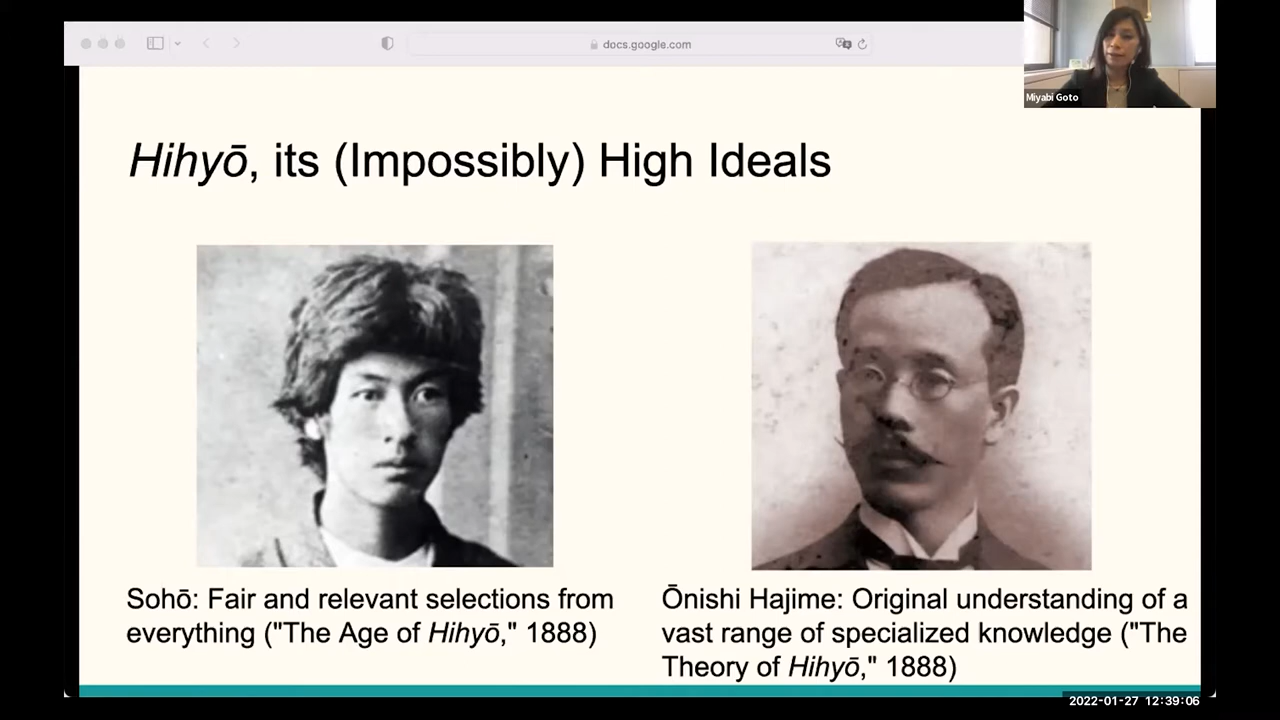 docs.google.com
Miyabi Goto
Hihyō, its (Impossibly) High Ideals
Sohō: Fair and relevant selections from
everything ("The Age of Hihyō," 1888)
Ōnishi Hajime: Original understanding of a
vast range of specialized knowledge ("The
Theory of Hihyō," 1888)
2022-01-27 12:39:06